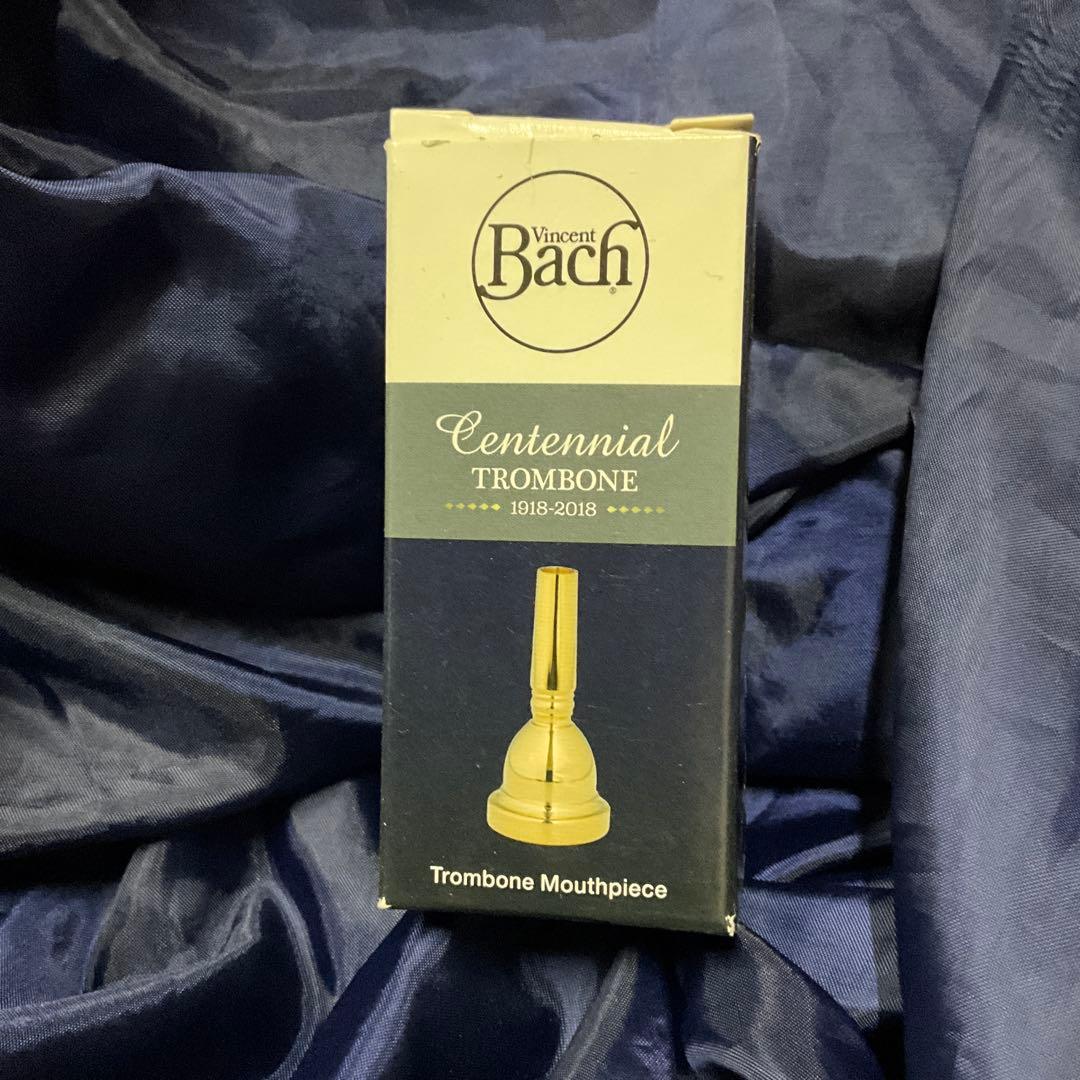 Vincent
Bach®
Centennial
TROMBONE
1918-2018
Trombone Mouthpiece